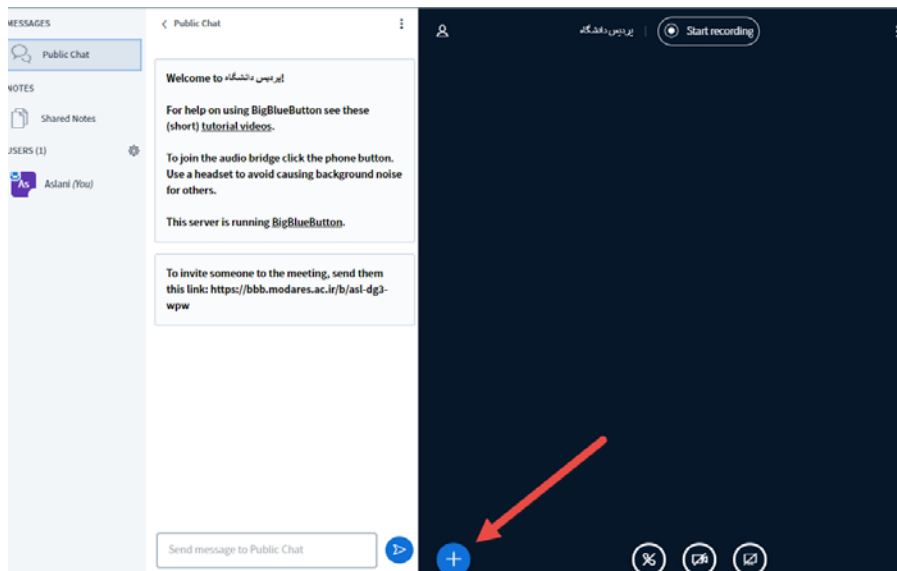 MESSAGES
Public Chat
NOTES
Shared Notes
USERS (1)
As
Aslani (You)
Public Chat
Welcome to پردیس دانشگاه!
For help on using BigBlueButton see these
(short) tutorial videos.
To join the audio bridge click the phone button.
Use a headset to avoid causing background noise
for others.
This server is running BigBlueButton.
To invite someone to the meeting, send them
this link: https://bbb.modares.ac.ir/b/asl-dg3-
wpw
Send message to Public Chat
پردیس دانشگاه | Start recording